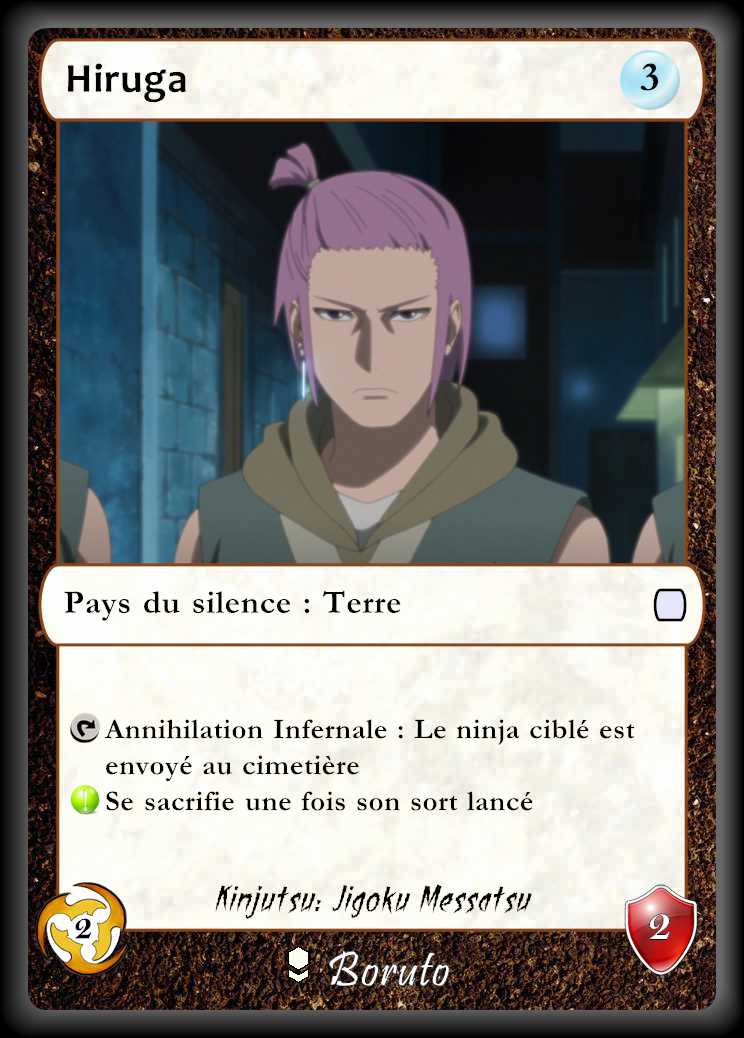 Hiruga
3
Pays du silence : Terre
Annihilation Infernale : Le ninja ciblé est
envoyé au cimetière
Se sacrifie une fois son sort lancé
Kinjutsu: Jigoku Messatsu
2
2
Boruto